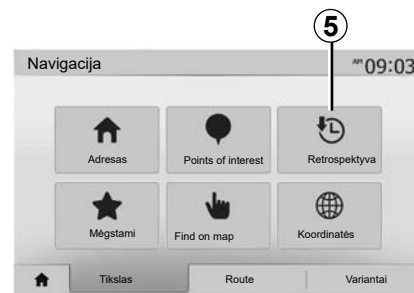 5
Navigacija AM 09:03
Adresas Points of interest Retrospektyva
Mėgstami Find on map Koordinatės
Tikslas Route Variantai